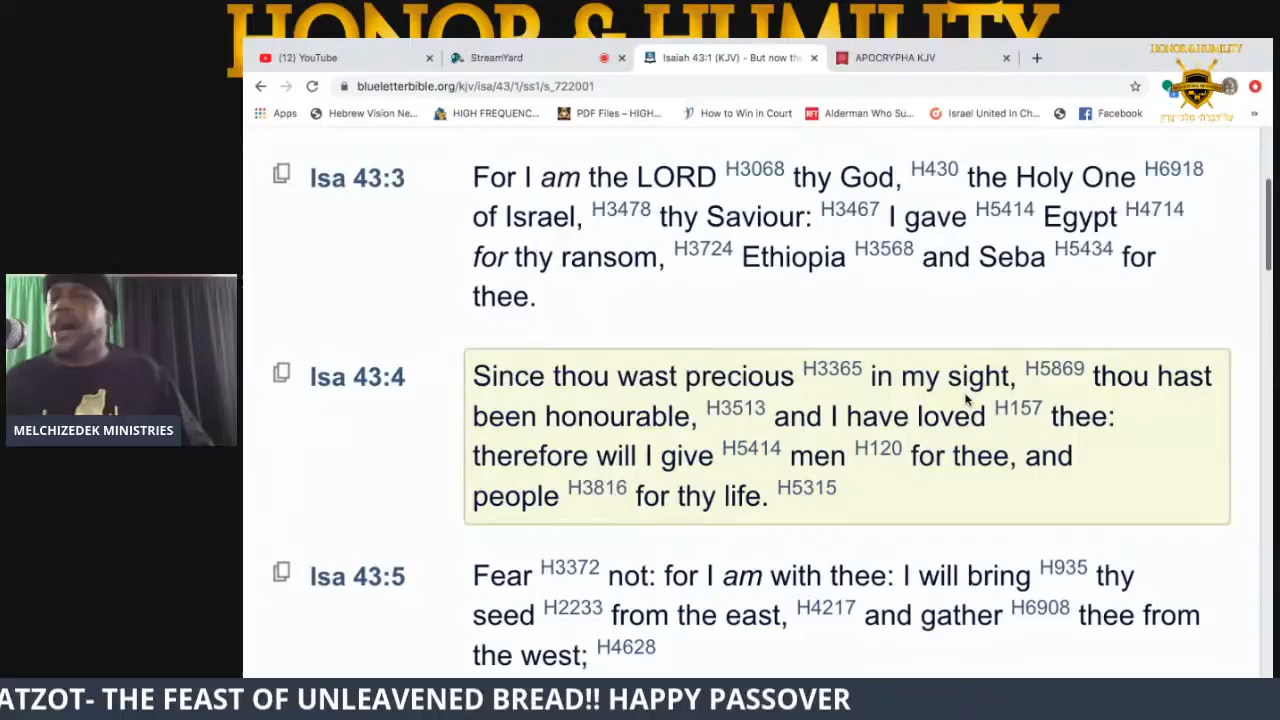 HONOR & HUMILITY
(12) YouTube
StreamYard
Isaiah 43:1 (KJV) - But now th
APOCRYPHA KJV
HONOR & HUMILITY
blueletterbible.org/kjv/isa/43/1/ss1/s_722001
Apps
Hebrew Vision Ne...
HIGH FREQUENC...
PDF Files – HIGH...
How to Win in Court
Alderman Who Su...
Israel United In Ch...
Facebook
»
Isa 43:3
For I am the LORD H3068 thy God, H430 the Holy One H6918
of Israel, H3478 thy Saviour: H3467 I gave H5414 Egypt H4714
for thy ransom, H3724 Ethiopia H3568 and Seba H5434 for
thee.
Isa 43:4
Since thou wast precious H3365 in my sight, H5869 thou hast
been honourable, H3513 and I have loved H157 thee:
therefore will I give H5414 men H120 for thee, and
people H3816 for thy life. H5315
Isa 43:5
Fear H3372 not: for I am with thee: I will bring H935 thy
seed H2233 from the east, H4217 and gather H6908 thee from
the west; H4628
MELCHIZEDEK MINISTRIES
ATZOT- THE FEAST OF UNLEAVENED BREAD!! HAPPY PASSOVER